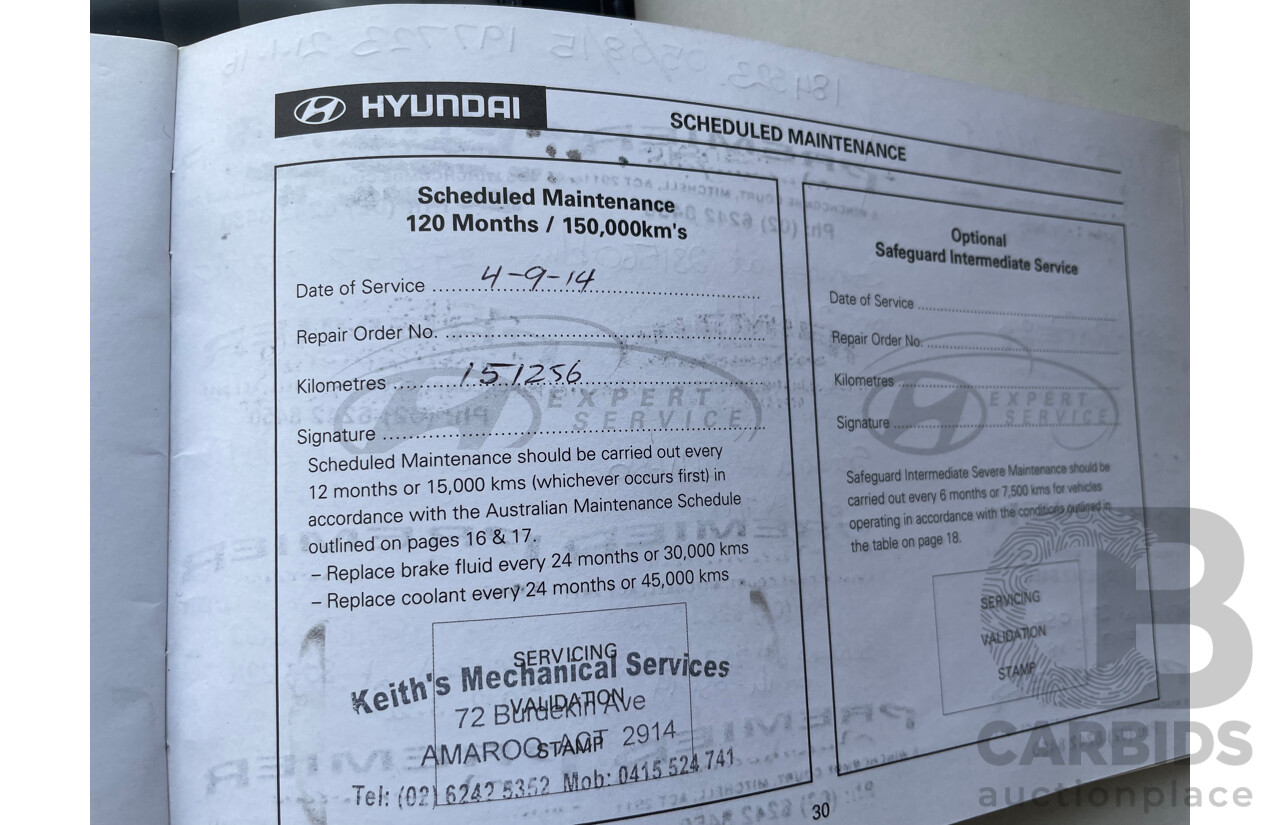 HYUNDAI
SCHEDULED MAINTENANCE
Scheduled Maintenance
120 Months / 150,000km's
Date of Service 4-9-14
Repair Order No.
Kilometres 151256
EXPERT
SERVICE
Signature
Scheduled Maintenance should be carried out every
12 months or 15,000 kms (whichever occurs first) in
accordance with the Australian Maintenance Schedule
outlined on pages 16 & 17.
– Replace brake fluid every 24 months or 30,000 kms
– Replace coolant every 24 months or 45,000 kms
SERVICING
VALIDATION
STAMP
Keith's Mechanical Services
72 Burdekin Ave
AMAROO ACT 2914
Tel: (02) 6242 5352 Mob: 0415 524 741
Optional
Safeguard Intermediate Service
Date of Service
Repair Order No.
Kilometres
EXPERT
SERVICE
Signature
Safeguard Intermediate Severe Maintenance should be
carried out every 6 months or 7,500 kms for vehicles
operating in accordance with the conditions outlined in
the table on page 18.
SERVICING
VALIDATION
STAMP
30
CB
CARBIDS
auctionplace